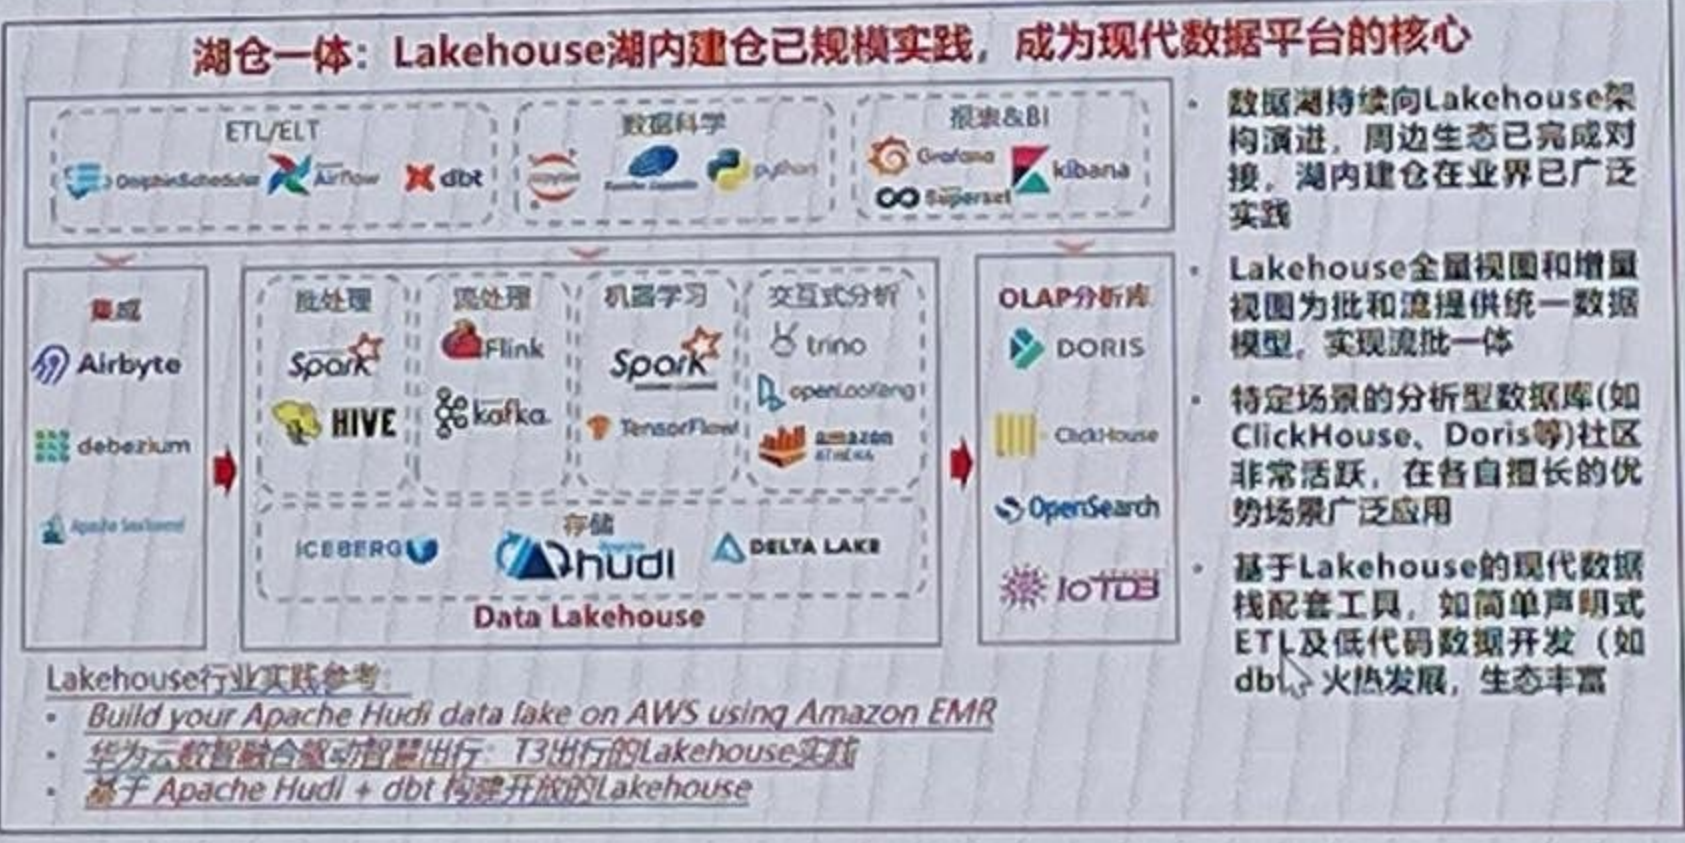 湖仓一体：Lakehouse湖内建仓已规模实践，成为现代数据平台的核心
ETL/ELT
DolphinScheduler
Airflow
dbt
数据科学
jupyter
python
报表&BI
Grafana
Superset
kibana
集成
Airbyte
debezium
批处理
Spark
HIVE
流处理
Flink
kafka
机器学习
Spark
TensorFlow
交互式分析
trino
openLooKeng
amazon
ATHENA
存储
ICEBERG
hudi
DELTA LAKE
Data Lakehouse
OLAP分析库
DORIS
ClickHouse
OpenSearch
IoTDB
• 数据湖持续向Lakehouse架
构演进，周边生态已完成对
接，湖内建仓在业界已广泛
实践
• Lakehouse全量视图和增量
视图为批和流提供统一数据
模型，实现流批一体
• 特定场景的分析型数据库(如
ClickHouse、Doris等)社区
非常活跃，在各自擅长的优
势场景广泛应用
• 基于Lakehouse的现代数据
栈配套工具，如简单声明式
ETL及低代码数据开发（如
火热发展，生态丰富
Lakehouse行业实践参考：
• Build your Apache Hudi data lake on AWS using Amazon EMR
• 华为云数智融合驱动智慧出行：T3出行的Lakehouse实践
• 基于 Apache Hudi + dbt 构建开放的Lakehouse